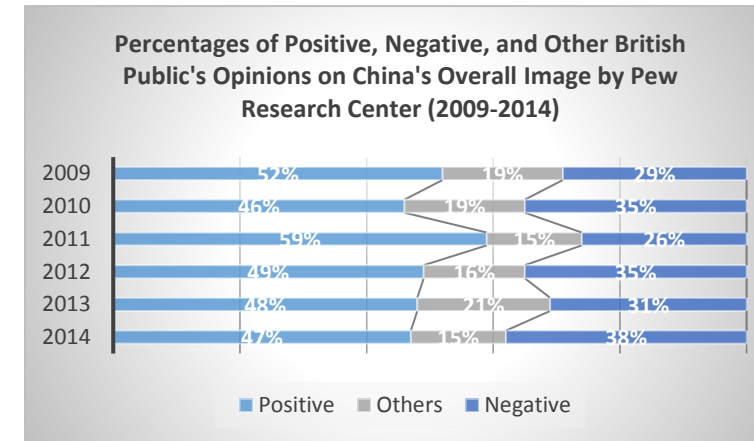 Percentages of Positive, Negative, and Other British
Public's Opinions on China's Overall Image by Pew
Research Center (2009-2014)
2009 52% 19% 29%
2010 46% 19% 35%
2011 59% 15% 26%
2012 49% 16% 35%
2013 48% 21% 31%
2014 47% 15% 38%
Positive Others Negative